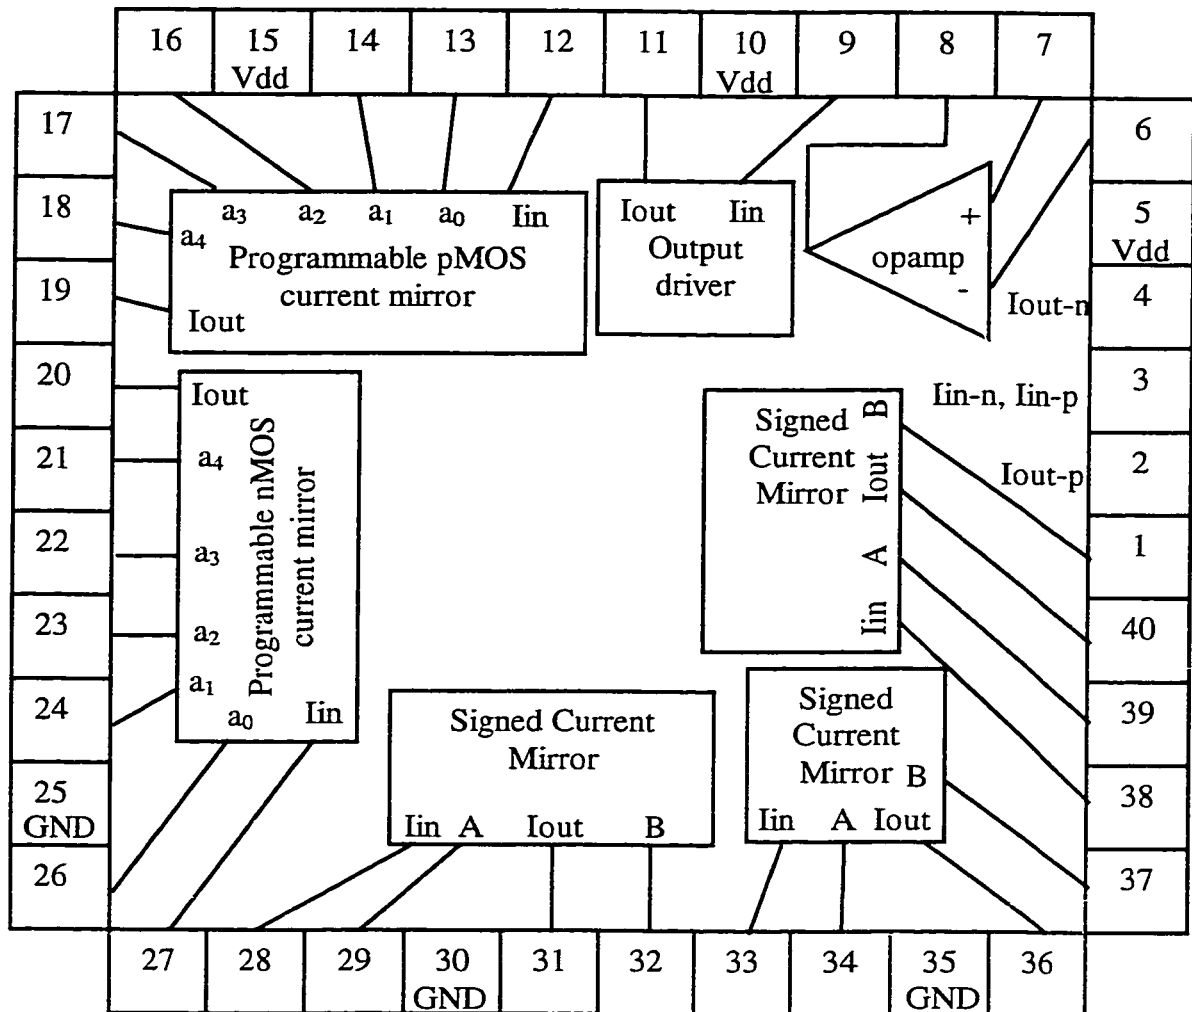 16 15 14 13 12 11 10 9 8 7
Vdd Vdd
17 6
18 5
Vdd
19 4
20 3
21 2
22 1
23 40
24 39
25 38
GND
26 37
27 28 29 30 31 32 33 34 35 36
GND GND
a3 a2 a1 a0 Iin
a4
Programmable pMOS
current mirror
Iout
Iout Iin
Output
driver
+
opamp
-
Iout-n
Iin-n, Iin-p
Iout-p
Iout
a4
a3
a2
a1
a0 Iin
Programmable nMOS
current mirror
Signed
Current
Mirror
B
Iout
A
Iin
Signed Current
Mirror
Iin A Iout B
Signed
Current
Mirror B
Iin A Iout